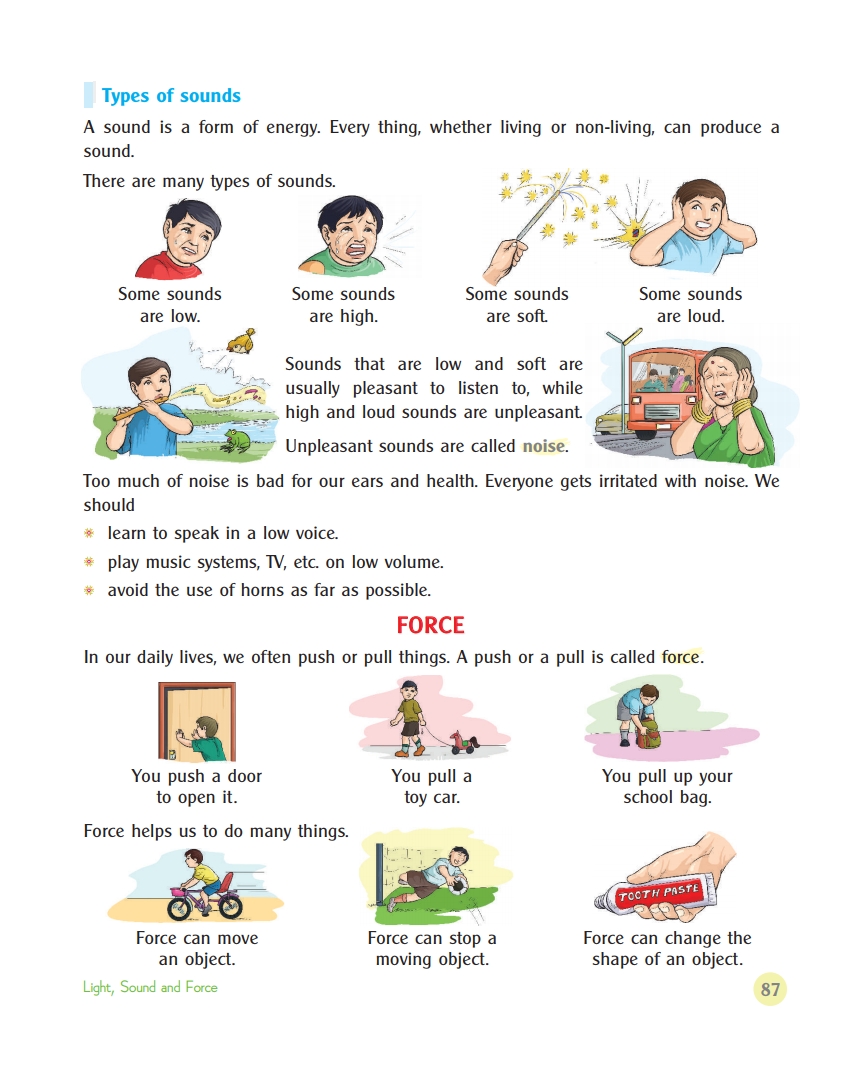 Types of sounds
A sound is a form of energy. Every thing, whether living or non-living, can produce a
sound.
There are many types of sounds.
Some sounds
are low.
Some sounds
are high.
Some sounds
are soft.
Some sounds
are loud.
Sounds that are low and soft are
usually pleasant to listen to, while
high and loud sounds are unpleasant.
Unpleasant sounds are called noise.
Too much of noise is bad for our ears and health. Everyone gets irritated with noise. We
should
learn to speak in a low voice.
play music systems, TV, etc. on low volume.
avoid the use of horns as far as possible.
FORCE
In our daily lives, we often push or pull things. A push or a pull is called force.
You push a door
to open it.
You pull a
toy car.
You pull up your
school bag.
Force helps us to do many things.
TOOTH PASTE
Force can move
an object.
Force can stop a
moving object.
Force can change the
shape of an object.
Light, Sound and Force
87